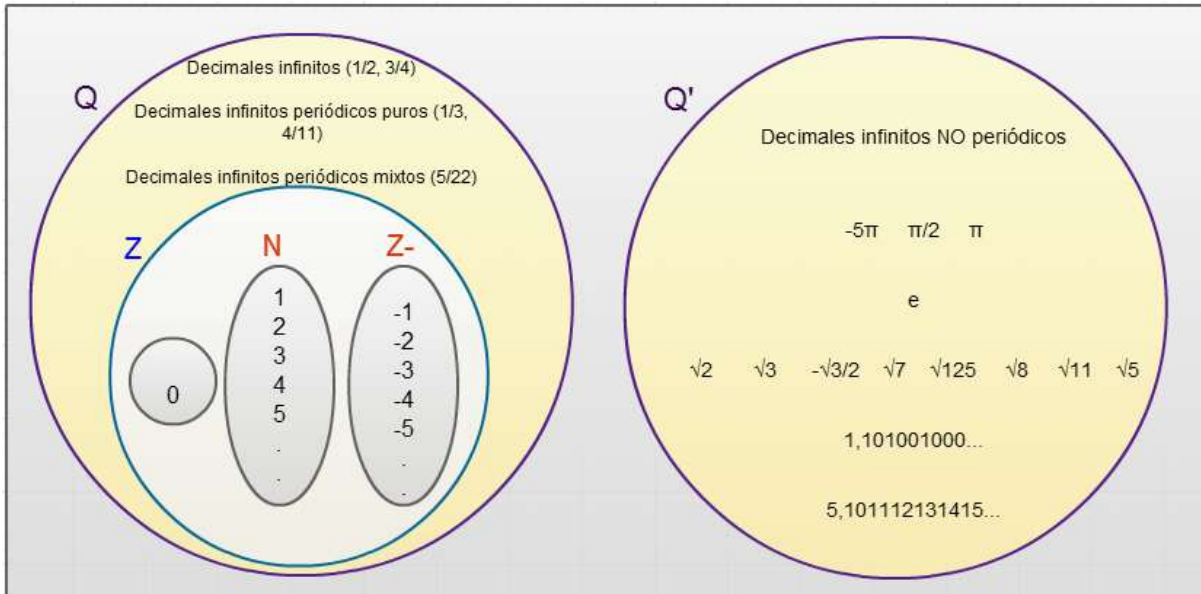 Decimales infinitos (1/2, 3/4)
Q
Decimales infinitos periódicos puros (1/3,
4/11)
Decimales infinitos periódicos mixtos (5/22)
Z
N
Z-
0
1
2
3
4
5
.
.
-1
-2
-3
-4
-5
.
.
Q'
Decimales infinitos NO periódicos
-5π π/2 π
e
√2 √3 -√3/2 √7 √125 √8 √11 √5
1,101001000...
5,101112131415...